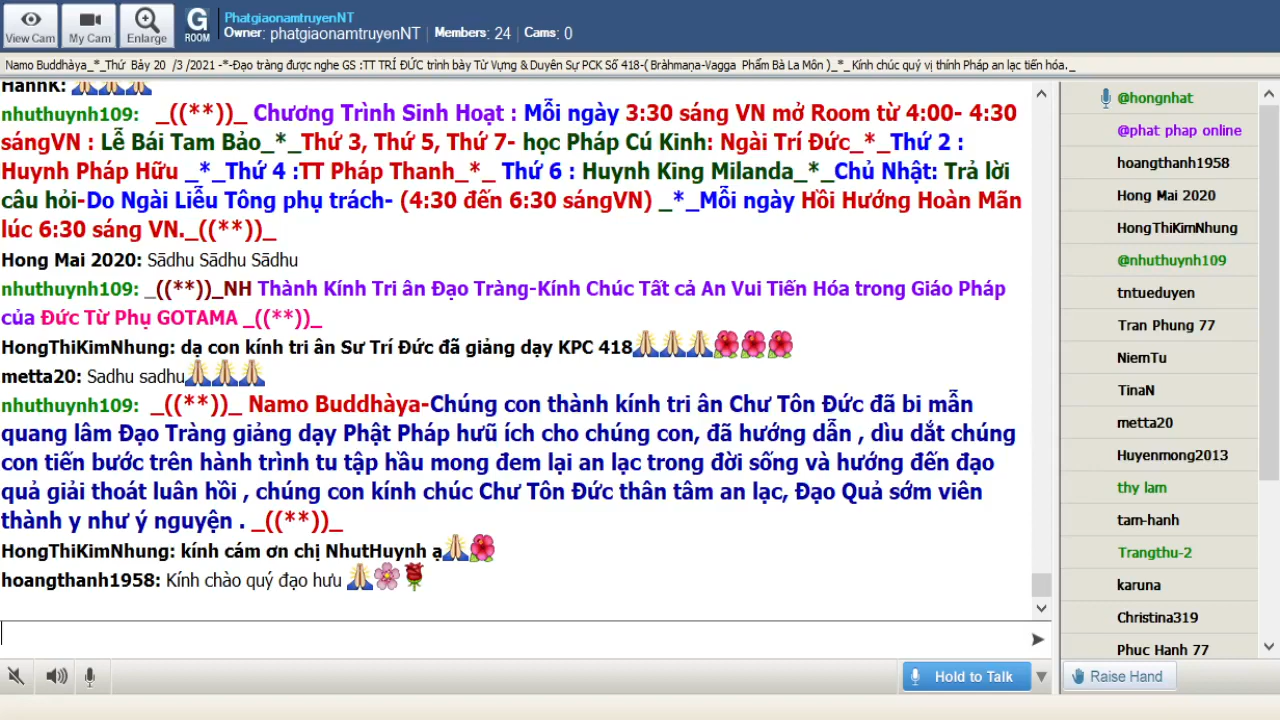 View Cam
My Cam
Enlarge
G
ROOM
PhatgiaonamtruyenNT
Owner: phatgiaonamtruyenNT | Members: 24 | Cams: 0
Namo Buddhàya_*_Thứ Bảy 20 /3 /2021 -*-Đạo tràng được nghe GS :TT TRÍ ĐỨC trình bày Từ Vựng & Duyên Sự PCK Số 418-( Bràhmaṇa-Vagga Phẩm Bà La Môn )_*_ Kính chúc quý vị thính Pháp an lạc tiến hóa._
HannK:
nhuthuynh109: _((**))_ Chương Trình Sinh Hoạt : Mỗi ngày 3:30 sáng VN mở Room từ 4:00- 4:30
sángVN : Lễ Bái Tam Bảo_*_Thứ 3, Thứ 5, Thứ 7- học Pháp Cú Kinh: Ngài Trí Đức_*_Thứ 2 :
Huynh Pháp Hữu _*_Thứ 4 :TT Pháp Thanh_*_ Thứ 6 : Huynh King Milanda_*_Chủ Nhật: Trả lời
câu hỏi-Do Ngài Liễu Tông phụ trách- (4:30 đến 6:30 sángVN) _*_Mỗi ngày Hồi Hướng Hoàn Mãn
lúc 6:30 sáng VN._((**))_
Hong Mai 2020: Sādhu Sādhu Sādhu
nhuthuynh109: _((**))_NH Thành Kính Tri ân Đạo Tràng-Kính Chúc Tất cả An Vui Tiến Hóa trong Giáo Pháp
của Đức Từ Phụ GOTAMA _((**))_
HongThiKimNhung: dạ con kính tri ân Sư Trí Đức đã giảng dạy KPC 418
metta20: Sadhu sadhu
nhuthuynh109: _((**))_ Namo Buddhàya-Chúng con thành kính tri ân Chư Tôn Đức đã bi mẫn
quang lâm Đạo Tràng giảng dạy Phật Pháp hưũ ích cho chúng con, đã hướng dẫn , dìu dắt chúng
con tiến bước trên hành trình tu tập hầu mong đem lại an lạc trong đời sống và hướng đến đạo
quả giải thoát luân hồi , chúng con kính chúc Chư Tôn Đức thân tâm an lạc, Đạo Quả sớm viên
thành y như ý nguyện . _((**))_
HongThiKimNhung: kính cám ơn chị NhutHuynh ạ
hoangthanh1958: Kính chào quý đạo hưu
Hold to Talk
@hongnhat
@phat phap online
hoangthanh1958
Hong Mai 2020
HongThiKimNhung
@nhuthuynh109
tntueduyen
Tran Phung 77
NiemTu
TinaN
metta20
Huyenmong2013
thy lam
tam-hanh
Trangthu-2
karuna
Christina319
Phuc Hanh 77
Raise Hand